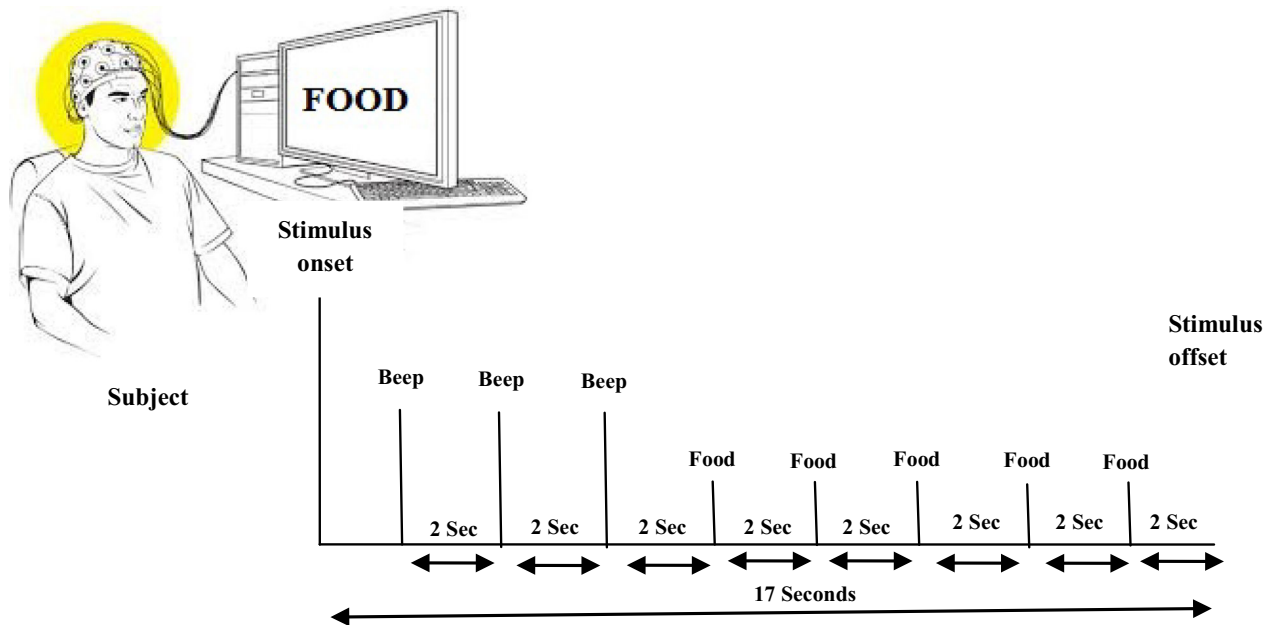 FOOD
Stimulus
onset
Stimulus
offset
Subject
Beep
Beep
Beep
Food
Food
Food
Food
Food
2 Sec
2 Sec
2 Sec
2 Sec
2 Sec
2 Sec
2 Sec
2 Sec
17 Seconds